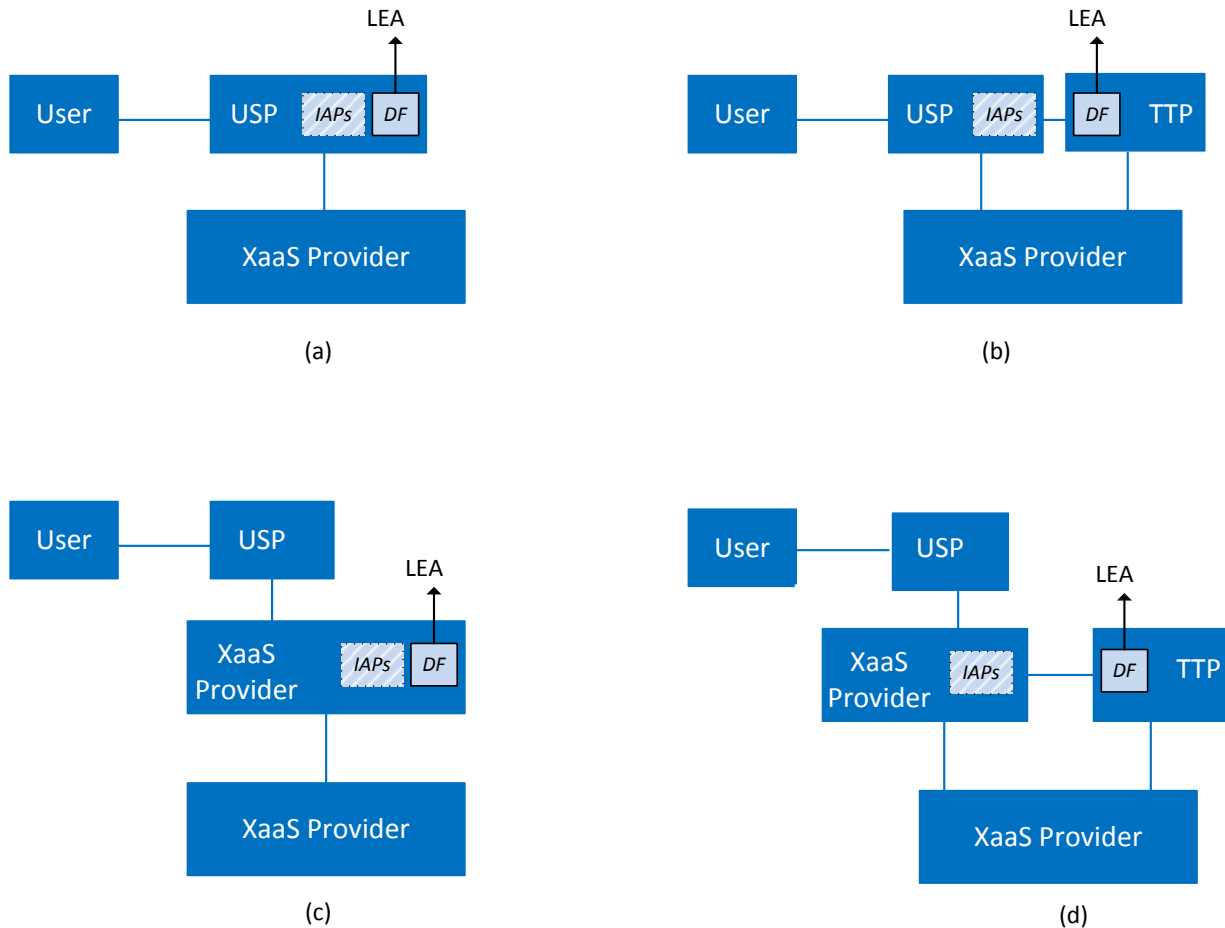 LEA
User
USP
IAPs
DF
XaaS Provider
(a)
LEA
User
USP
IAPs
DF
TTP
XaaS Provider
(b)
User
USP
LEA
XaaS
Provider
IAPs
DF
XaaS Provider
(c)
User
USP
LEA
XaaS
Provider
IAPs
DF
TTP
XaaS Provider
(d)